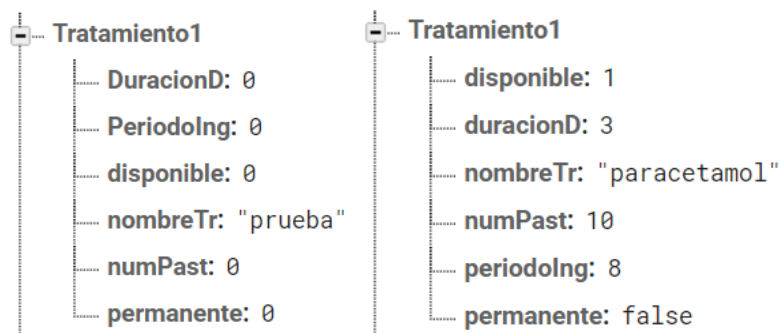 Tratamiento1
DuracionD: 0
PeriodoIng: 0
disponible: 0
nombreTr: "prueba"
numPast: 0
permanente: 0
Tratamiento1
disponible: 1
duracionD: 3
nombreTr: "paracetamol"
numPast: 10
periodoIng: 8
permanente: false